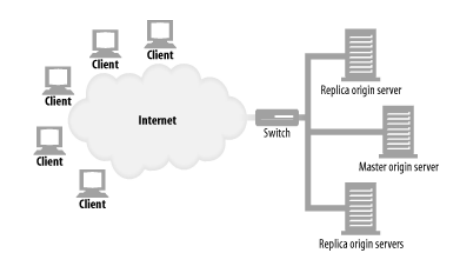 Client
Client
Client
Client
Client
Internet
Switch
Replica origin server
Master origin server
Replica origin servers